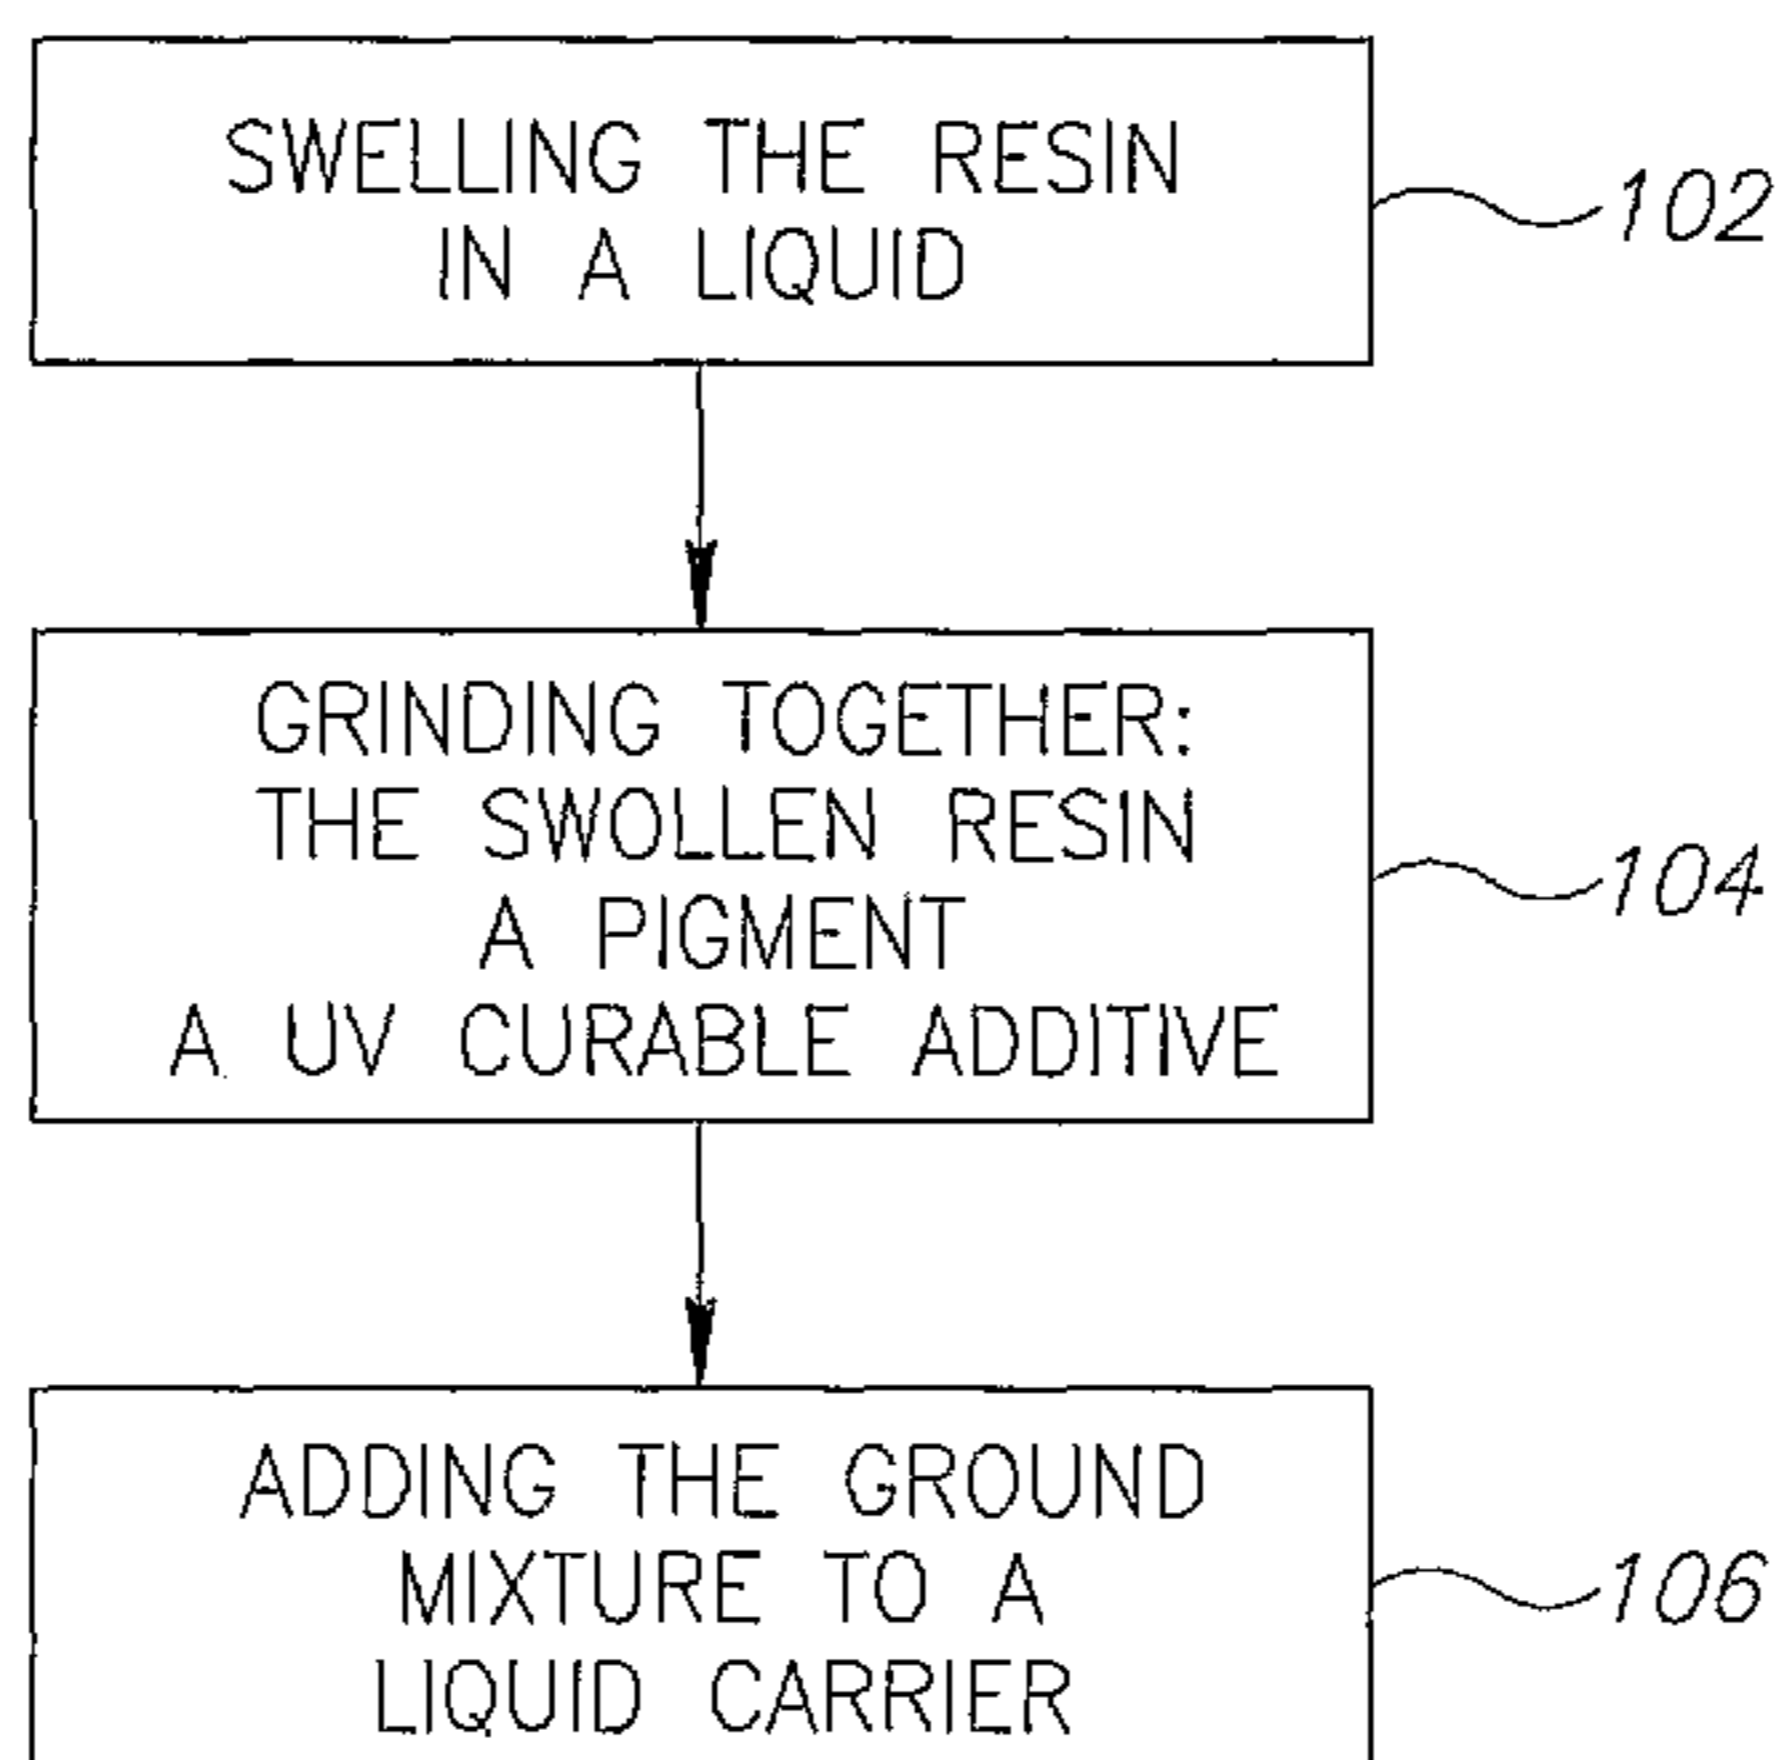 SWELLING THE RESIN
IN A LIQUID
102
GRINDING TOGETHER:
THE SWOLLEN RESIN
A PIGMENT
A UV CURABLE ADDITIVE
104
ADDING THE GROUND
MIXTURE TO A
LIQUID CARRIER
106